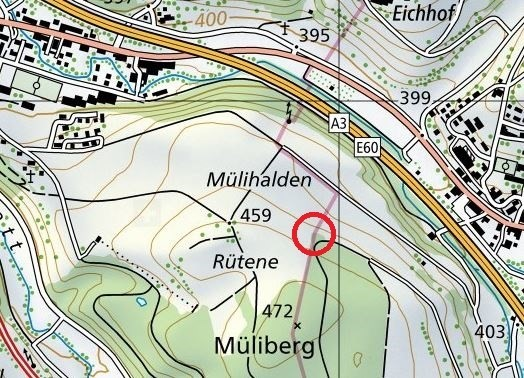 400
Eichhof
395
399
A3
E60
Mülihalden
459
Rütene
472
Müliberg
403